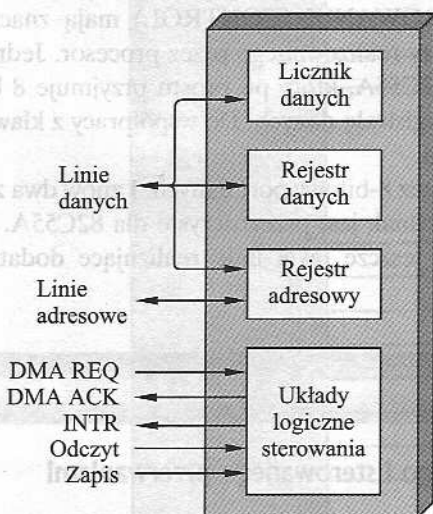 Licznik
danych
Linie
danych
Rejestr
danych
Rejestr
adresowy
Linie
adresowe
DMA REQ
DMA ACK
INTR
Odczyt
Zapis
Układy
logiczne
sterowania